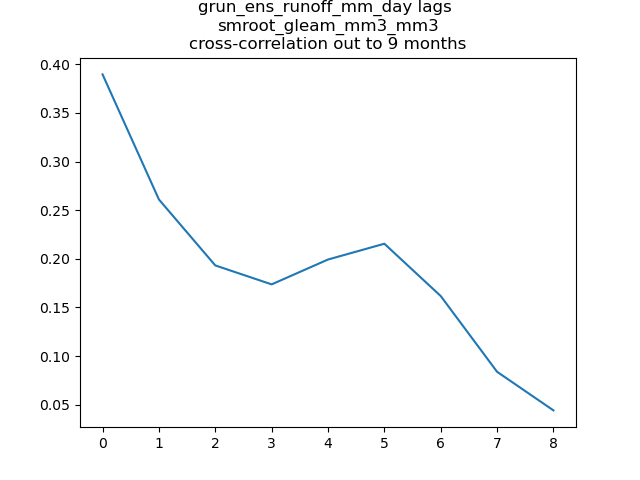 grun_ens_runoff_mm_day lags
smroot_gleam_mm3_mm3
cross-correlation out to 9 months
0.40
0.35
0.30
0.25
0.20
0.15
0.10
0.05
0 1 2 3 4 5 6 7 8